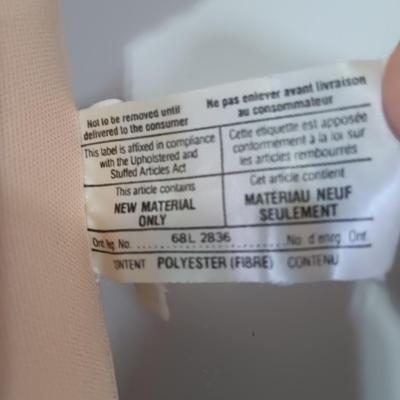 Not to be removed until
delivered to the consumer
Ne pas enlever avant livraison
au consommateur
This label is affixed in compliance
with the Upholstered and
Stuffed Articles Act
Cette étiquette est apposée
conformément à la loi sur
les articles rembourrés
This article contains
NEW MATERIAL
ONLY
Cet article contient
MATERIAU NEUF
SEULEMENT
Ont. reg. No. 68L 2836 No. d'enrg. Ont.
ONTENT POLYESTER (FIBRE) CONTENU